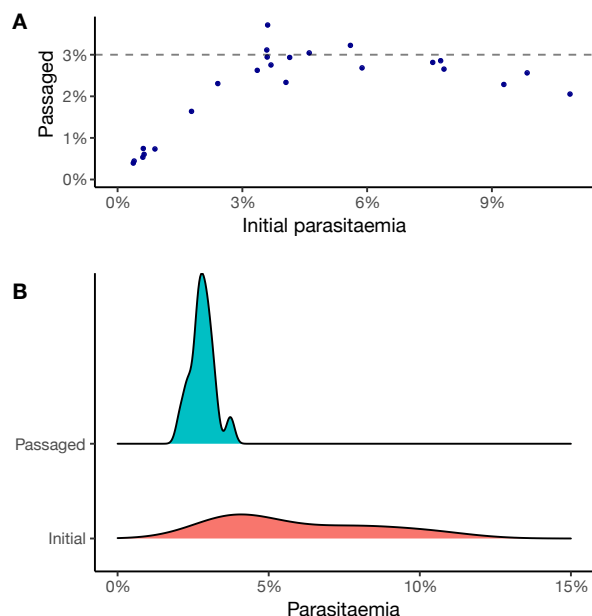 A
Passaged
3%
2%
1%
0%
0% 3% 6% 9%
Initial parasitaemia
B
Passaged
Initial
0% 5% 10% 15%
Parasitaemia